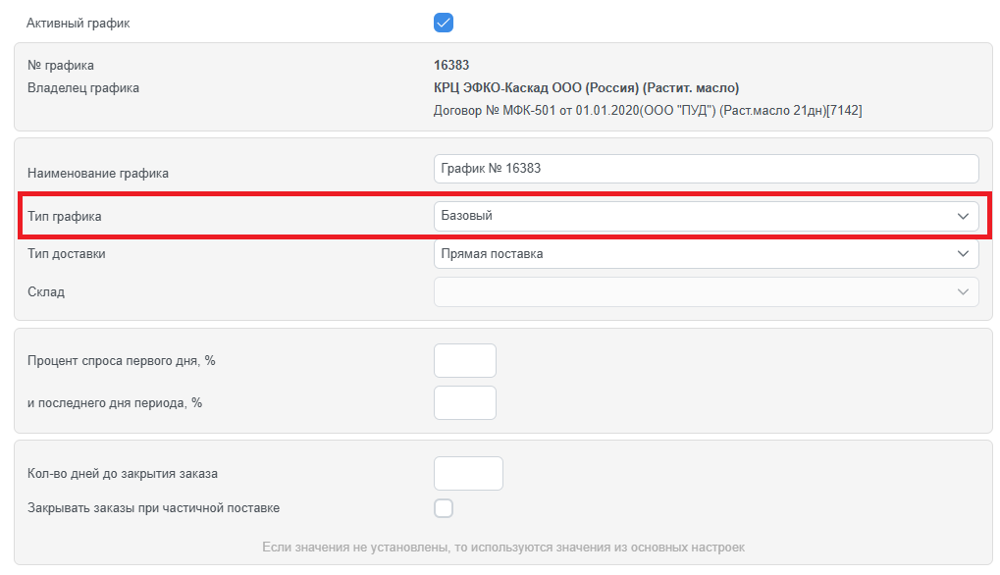 Активный график
№ графика 16383
Владелец графика КРЦ ЭФКО-Каскад ООО (Россия) (Растит. масло)
Договор № МФК-501 от 01.01.2020(ООО "ПУД") (Раст.масло 21дн)[7142]
Наименование графика График № 16383
Тип графика Базовый
Тип доставки Прямая поставка
Склад
Процент спроса первого дня, %
и последнего дня периода, %
Кол-во дней до закрытия заказа
Закрывать заказы при частичной поставке
Если значения не установлены, то используются значения из основных настроек